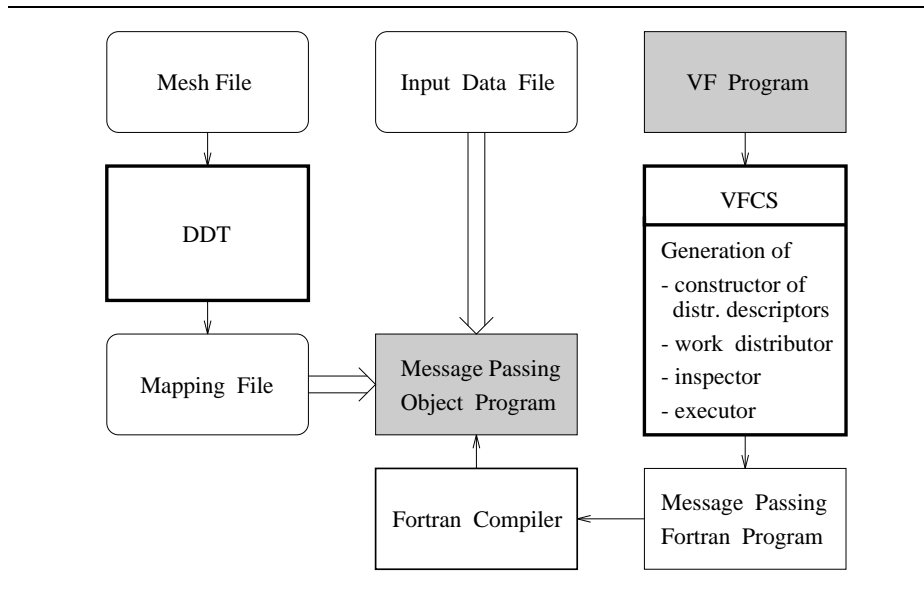 Mesh File
Input Data File
VF Program
DDT
VFCS
Generation of
- constructor of
distr. descriptors
- work distributor
- inspector
- executor
Mapping File
Message Passing
Object Program
Fortran Compiler
Message Passing
Fortran Program